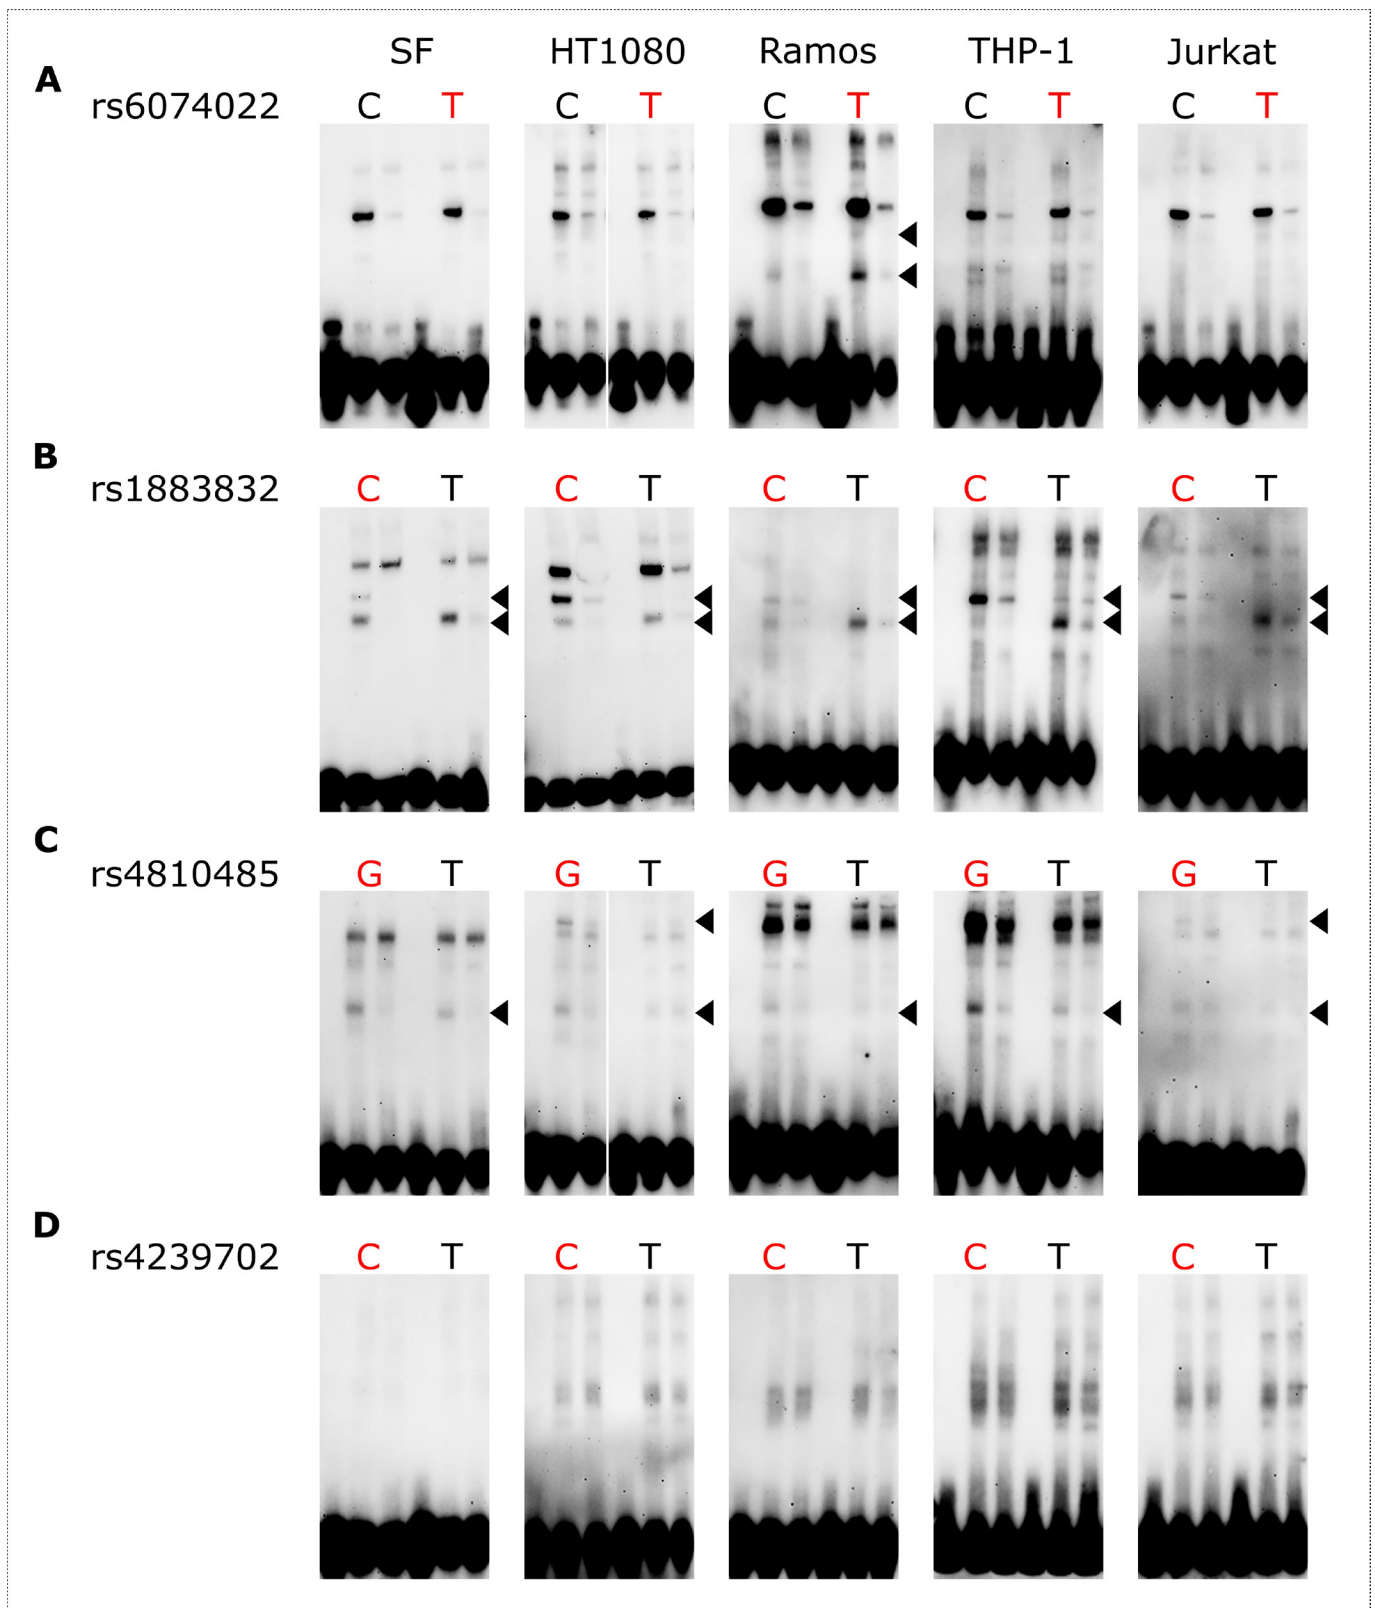 SF HT1080 Ramos THP-1 Jurkat
A
rs6074022 C T C T C T C T C T
B
rs1883832 C T C T C T C T C T
C
rs4810485 G T G T G T G T G T
D
rs4239702 C T C T C T C T C T